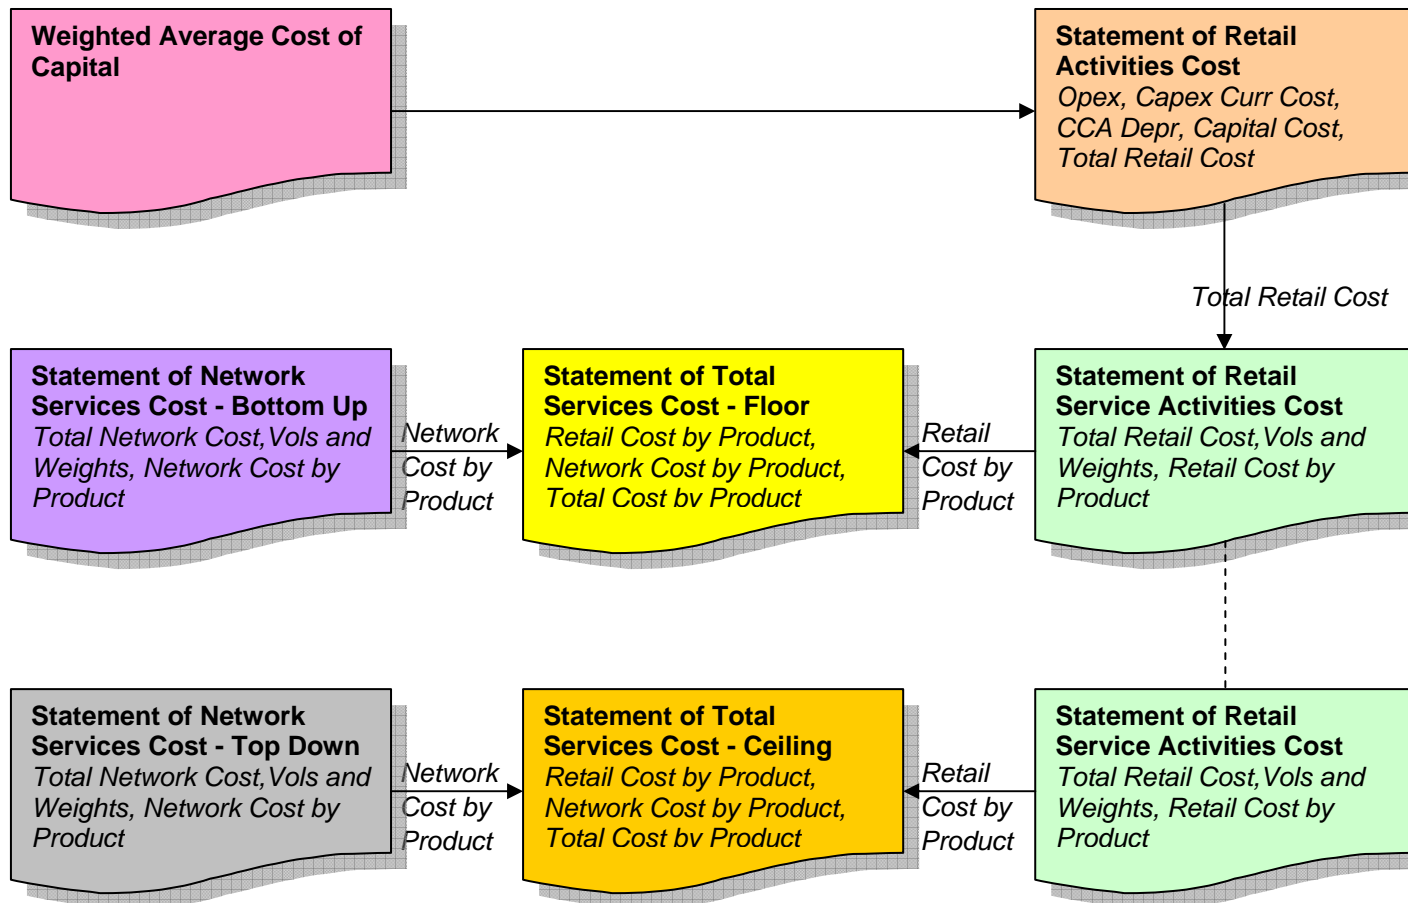 Weighted Average Cost of
Capital
Statement of Retail
Activities Cost
Opex, Capex Curr Cost,
CCA Depr, Capital Cost,
Total Retail Cost
Total Retail Cost
Statement of Network
Services Cost - Bottom Up
Total Network Cost,Vols and
Weights, Network Cost by
Product
Network
Cost by
Product
Statement of Total
Services Cost - Floor
Retail Cost by Product,
Network Cost by Product,
Total Cost by Product
Retail
Cost by
Product
Statement of Retail
Service Activities Cost
Total Retail Cost,Vols and
Weights, Retail Cost by
Product
Statement of Network
Services Cost - Top Down
Total Network Cost,Vols and
Weights, Network Cost by
Product
Network
Cost by
Product
Statement of Total
Services Cost - Ceiling
Retail Cost by Product,
Network Cost by Product,
Total Cost by Product
Retail
Cost by
Product
Statement of Retail
Service Activities Cost
Total Retail Cost,Vols and
Weights, Retail Cost by
Product